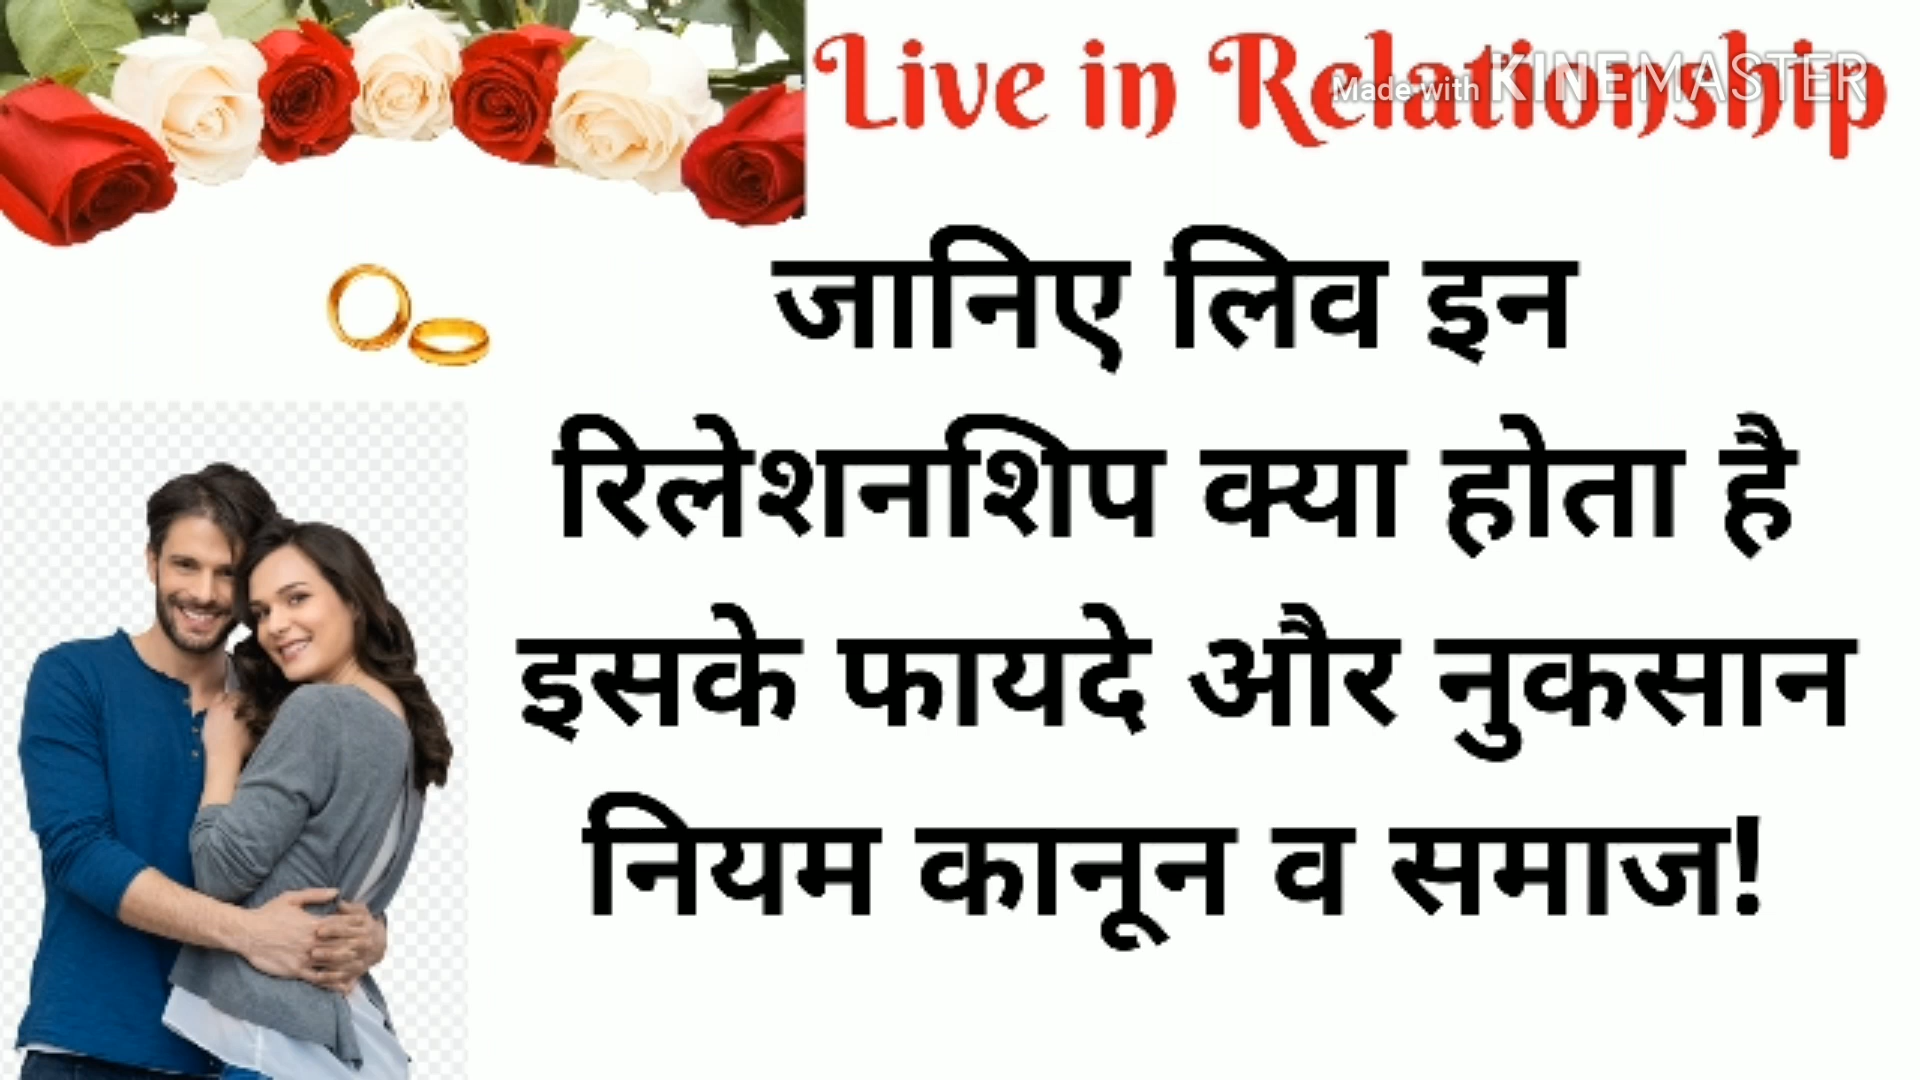 Live in Relationship
Made with KINEMASTER
जानिए लिव इन
रिलेशनशिप क्या होता है
इसके फायदे और नुकसान
नियम कानून व समाज!